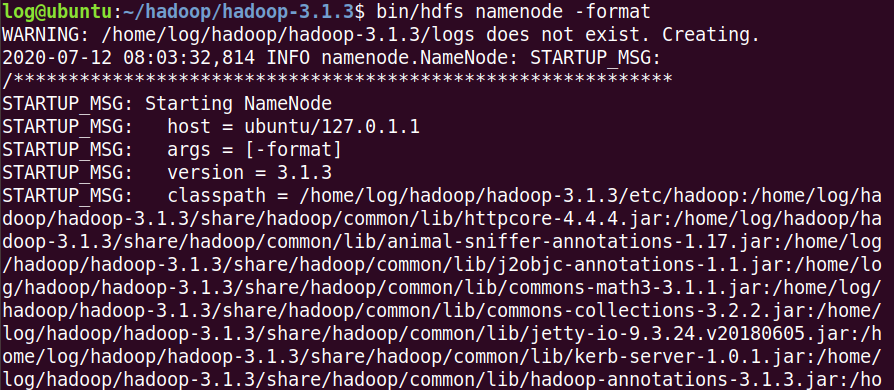 log@ubuntu:~/hadoop/hadoop-3.1.3$ bin/hdfs namenode -format
WARNING: /home/log/hadoop/hadoop-3.1.3/logs does not exist. Creating.
2020-07-12 08:03:32,814 INFO namenode.NameNode: STARTUP_MSG:
/************************************************************
STARTUP_MSG: Starting NameNode
STARTUP_MSG:   host = ubuntu/127.0.1.1
STARTUP_MSG:   args = [-format]
STARTUP_MSG:   version = 3.1.3
STARTUP_MSG:   classpath = /home/log/hadoop/hadoop-3.1.3/etc/hadoop:/home/log/ha
doop/hadoop-3.1.3/share/hadoop/common/lib/httpcore-4.4.4.jar:/home/log/hadoop/ha
doop-3.1.3/share/hadoop/common/lib/animal-sniffer-annotations-1.17.jar:/home/log
/hadoop/hadoop-3.1.3/share/hadoop/common/lib/j2objc-annotations-1.1.jar:/home/lo
g/hadoop/hadoop-3.1.3/share/hadoop/common/lib/commons-math3-3.1.1.jar:/home/log/
hadoop/hadoop-3.1.3/share/hadoop/common/lib/commons-collections-3.2.2.jar:/home/
log/hadoop/hadoop-3.1.3/share/hadoop/common/lib/jetty-io-9.3.24.v20180605.jar:/h
ome/log/hadoop/hadoop-3.1.3/share/hadoop/common/lib/kerb-server-1.0.1.jar:/home/
log/hadoop/hadoop-3.1.3/share/hadoop/common/lib/hadoop-annotations-3.1.3.jar:/ho